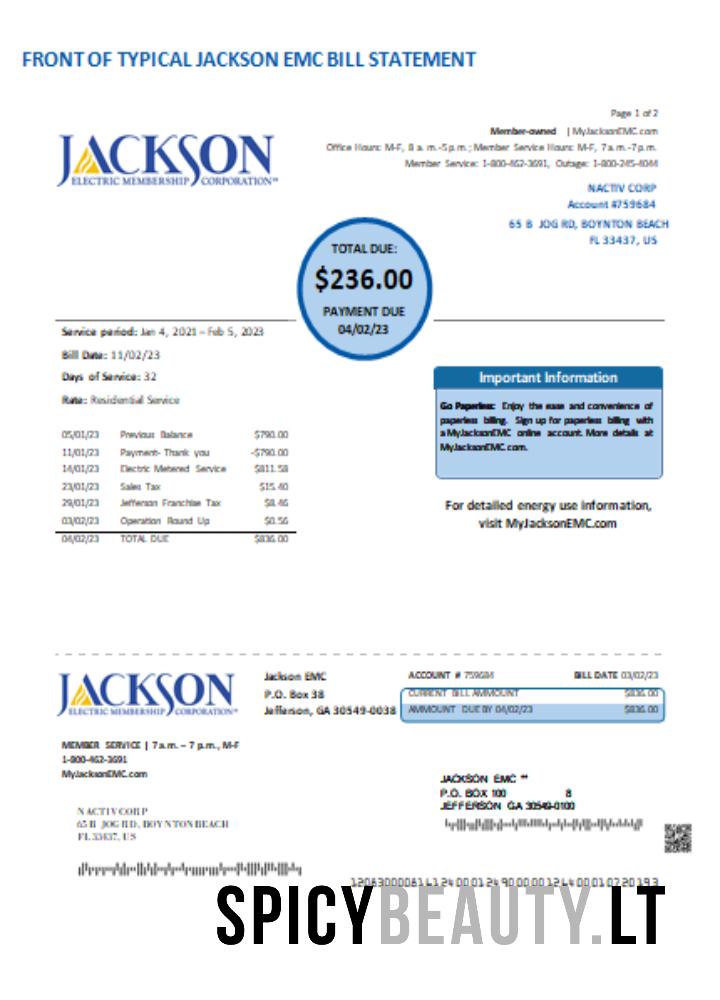 FRONT OF TYPICAL JACKSON EMC BILL STATEMENT
Page 1 of 2
Member-owned | MyJacksonEMC.com
Office Hours: M-F, 8 a. m.-5 p.m.; Member Service Hours: M-F, 7 a.m.-7 p.m.
Member Service: 1-800-462-3691, Outage: 1-800-245-4044
JACKSON
ELECTRIC MEMBERSHIP CORPORATION
NACTIV CORP
Account #759684
65 B JOG RD, BOYNTON BEACH
FL 33437, US
TOTAL DUE:
$236.00
PAYMENT DUE
04/02/23
Service period: Jan 4, 2021 – Feb 5, 2023
Bill Date: 11/02/23
Days of Service: 32
Rate: Residential Service
05/01/23 Previous Balance $790.00
11/01/23 Payment- Thank you -$790.00
14/01/23 Electric Metered Service $811.58
23/01/23 Sales Tax $15.40
29/01/23 Jefferson Franchise Tax $8.46
03/02/23 Operation Round Up $0.56
04/02/23 TOTAL DUE $836.00
Important Information
Go Paperless: Enjoy the ease and convenience of
paperless billing. Sign up for paperless billing with
a MyJacksonEMC online account. More details at
MyJacksonEMC.com.
For detailed energy use information,
visit MyJacksonEMC.com
JACKSON
ELECTRIC MEMBERSHIP CORPORATION
Jackson EMC
P.O. Box 38
Jefferson, GA 30549-0038
ACCOUNT # 759684 BILL DATE 03/02/23
CURRENT BILL AMMOUNT $836.00
AMMOUNT DUE BY 04/02/23 $836.00
MEMBER SERVICE | 7 a.m. – 7 p.m., M-F
1-800-462-3691
MyJacksonEMC.com
JACKSON EMC **
P.O. BOX 100 8
JEFFERSON GA 30549-0100
NACTIV CORP
65 B JOG RD, BOYNTON BEACH
FL 33437, US
SPICYBEAUTY.LT